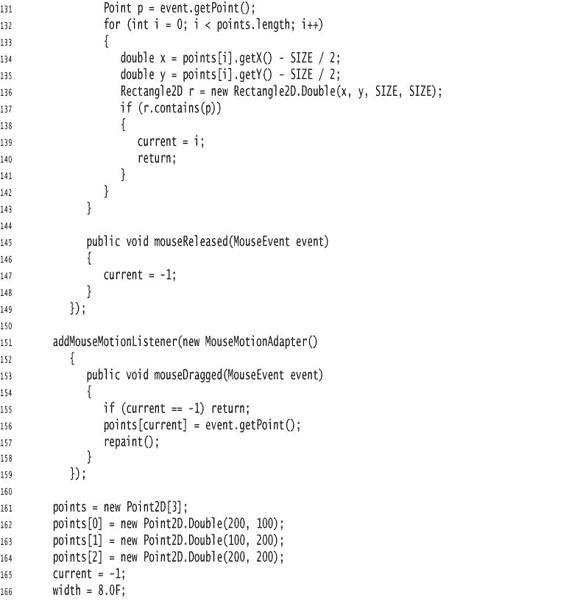 131 Point p = event.getPoint();
132 for (int i = 0; i < points.length; i++)
133 {
134 double x = points[i].getX() - SIZE / 2;
135 double y = points[i].getY() - SIZE / 2;
136 Rectangle2D r = new Rectangle2D.Double(x, y, SIZE, SIZE);
137 if (r.contains(p))
138 {
139 current = i;
140 return;
141 }
142 }
143 }
144
145 public void mouseReleased(MouseEvent event)
146 {
147 current = -1;
148 }
149 });
150
151 addMouseMotionListener(new MouseMotionAdapter()
152 {
153 public void mouseDragged(MouseEvent event)
154 {
155 if (current == -1) return;
156 points[current] = event.getPoint();
157 repaint();
158 }
159 });
160
161 points = new Point2D[3];
162 points[0] = new Point2D.Double(200, 100);
163 points[1] = new Point2D.Double(100, 200);
164 points[2] = new Point2D.Double(200, 200);
165 current = -1;
166 width = 8.0F;